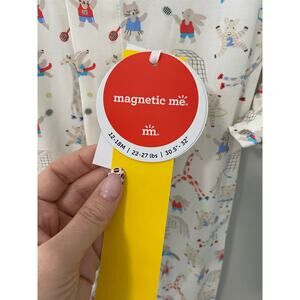 magnetic me
m.
12-18M | 22-27 lbs | 30.5"- 32"